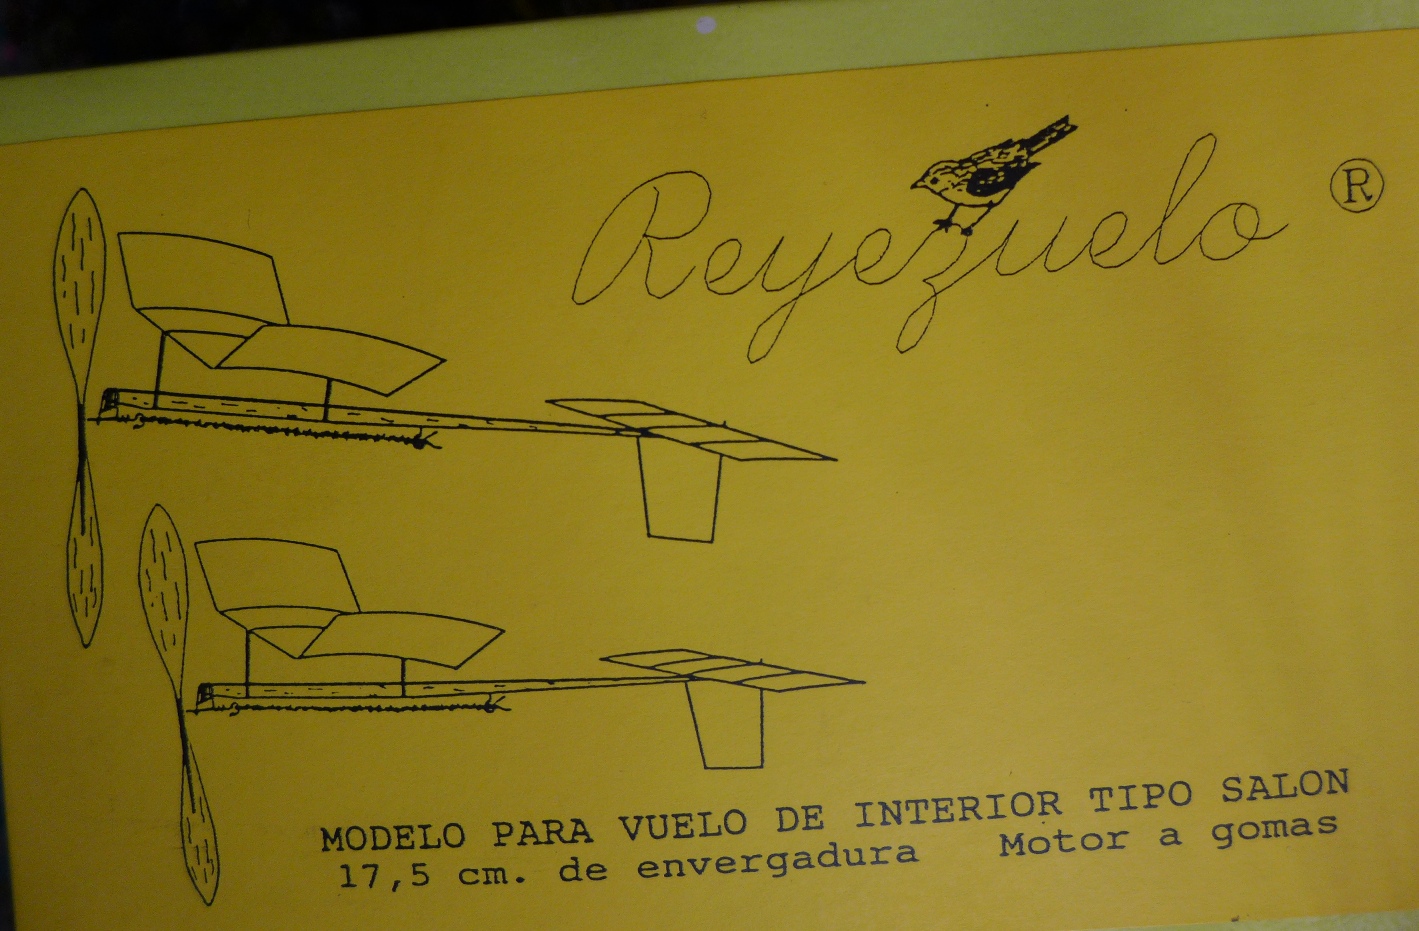 Reyezuelo ®
MODELO PARA VUELO DE INTERIOR TIPO SALON
17,5 cm. de envergadura Motor a gomas